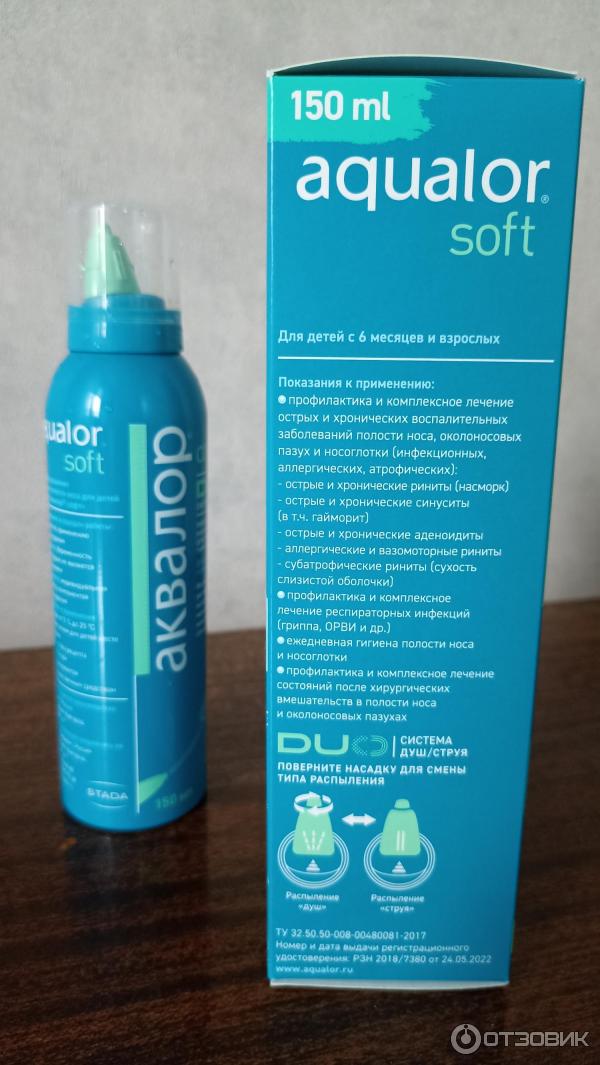 150 ml
aqualor®
soft
Для детей с 6 месяцев и взрослых
Показания к применению:
• профилактика и комплексное лечение
острых и хронических воспалительных
заболеваний полости носа, околоносовых
пазух и носоглотки (инфекционных,
аллергических, атрофических):
- острые и хронические риниты (насморк)
- острые и хронические синуситы
(в т.ч. гайморит)
- острые и хронические аденоидиты
- аллергические и вазомоторные риниты
- субатрофические риниты (сухость
слизистой оболочки)
• профилактика и комплексное
лечение респираторных инфекций
(гриппа, ОРВИ и др.)
• ежедневная гигиена полости носа
и носоглотки
• профилактика и комплексное лечение
состояний после хирургических
вмешательств в полости носа
и околоносовых пазухах
DUO СИСТЕМА
ДУШ/СТРУЯ
ПОВЕРНИТЕ НАСАДКУ ДЛЯ СМЕНЫ
ТИПА РАСПЫЛЕНИЯ
Распыление
«душ»
Распыление
«струя»
ТУ 32.50.50-008-00480081-2017
Номер и дата выдачи регистрационного
удостоверения: РЗН 2018/7380 от 24.05.2022
www.aqualor.ru
ualor
soft
аквалор®
STADA
150 мл
ОТЗОВИК